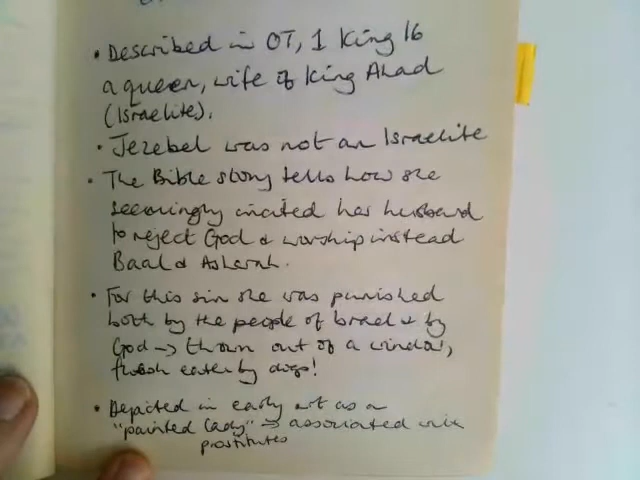 • Described in OT, 1 King 16
a queen, wife of King Ahad
(Israelite).
• Jezebel was not an Israelite
• The Bible story tells how she
seemingly incited her husband
to reject God & worship instead
Baal & Asherah.
• For this sin she was punished
both by the people of Israel & by
God → thrown out of a window,
flesh eaten by dogs!
• Depicted in early art as a
"painted Lady" → associated with
prostitutes